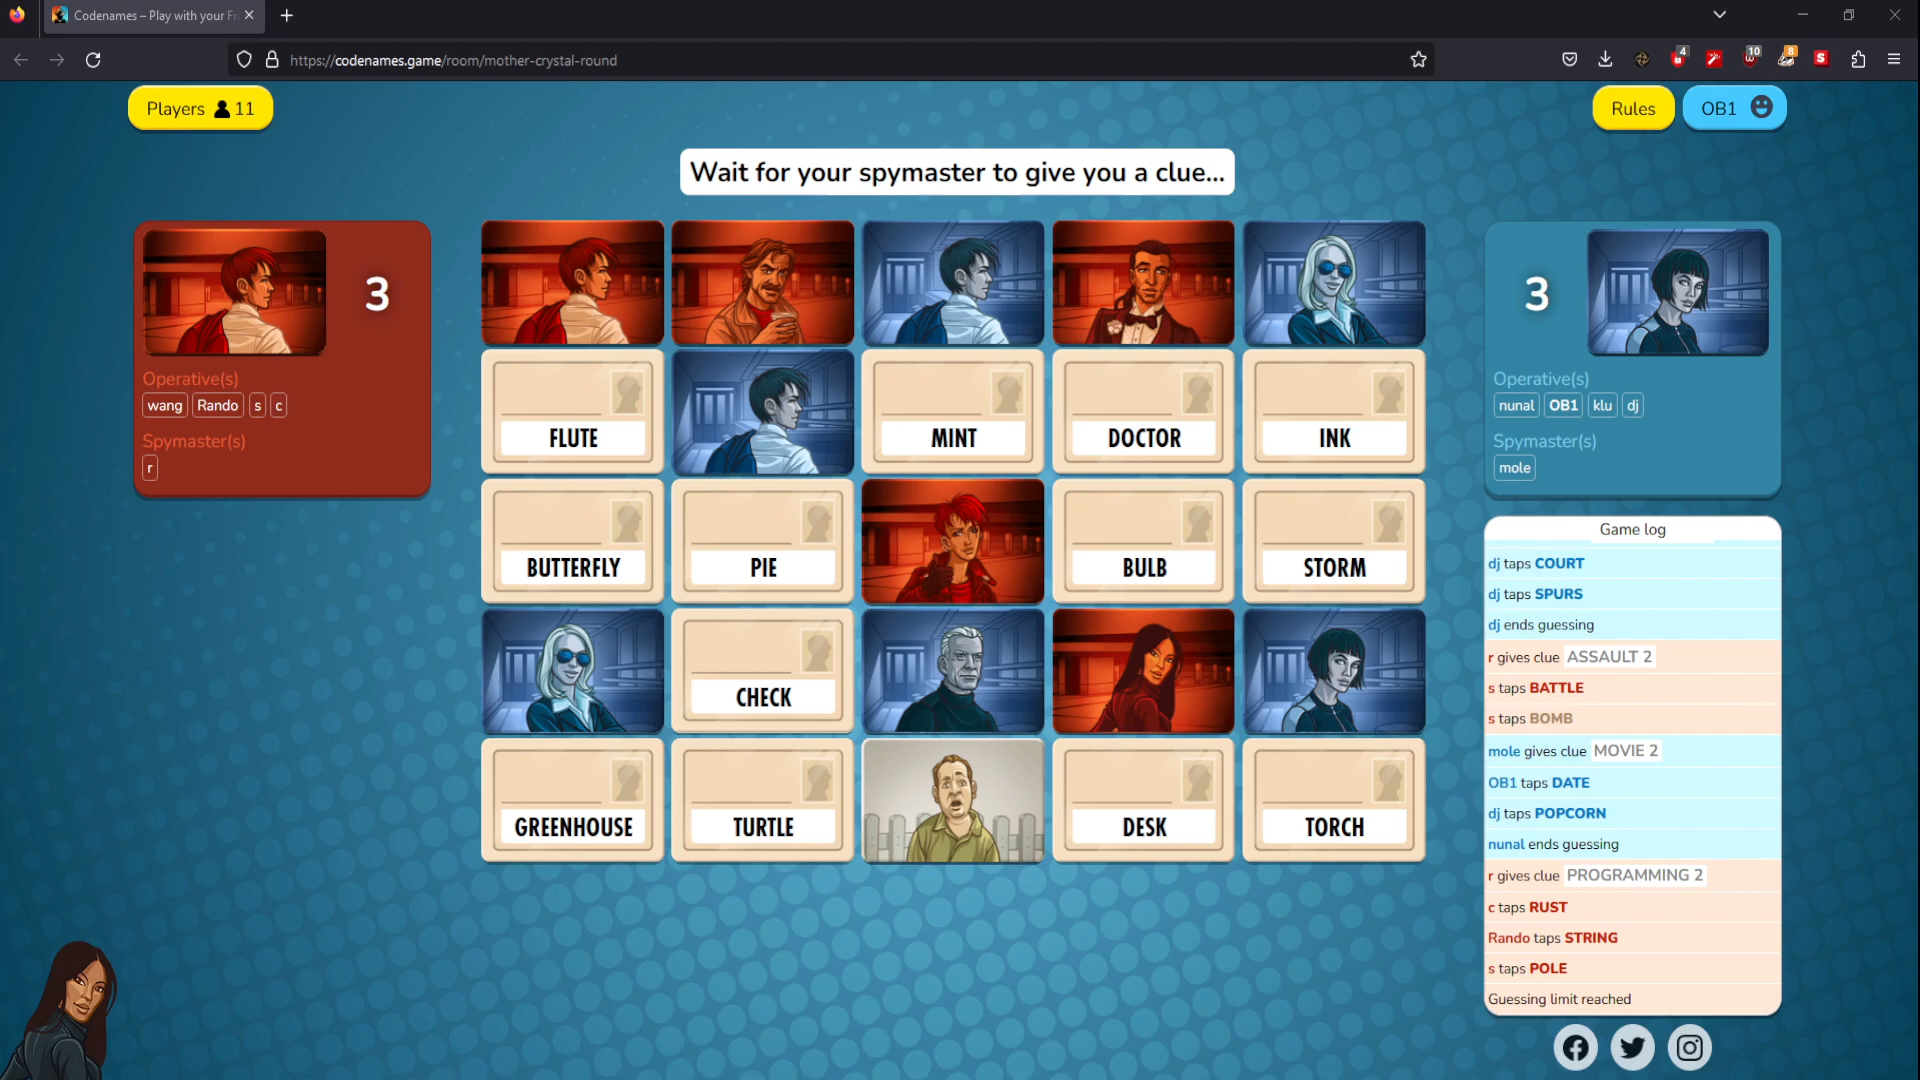 Codenames – Play with your Fr
https://codenames.game/room/mother-crystal-round
4
10
8
S
Players 11
Rules
OB1
Wait for your spymaster to give you a clue...
3
Operative(s)
wang Rando s c
Spymaster(s)
r
3
Operative(s)
nunal OB1 klu dj
Spymaster(s)
mole
FLUTE
MINT
DOCTOR
INK
BUTTERFLY
PIE
BULB
STORM
CHECK
GREENHOUSE
TURTLE
DESK
TORCH
Game log
dj taps COURT
dj taps SPURS
dj ends guessing
r gives clue ASSAULT 2
s taps BATTLE
s taps BOMB
mole gives clue MOVIE 2
OB1 taps DATE
dj taps POPCORN
nunal ends guessing
r gives clue PROGRAMMING 2
c taps RUST
Rando taps STRING
s taps POLE
Guessing limit reached